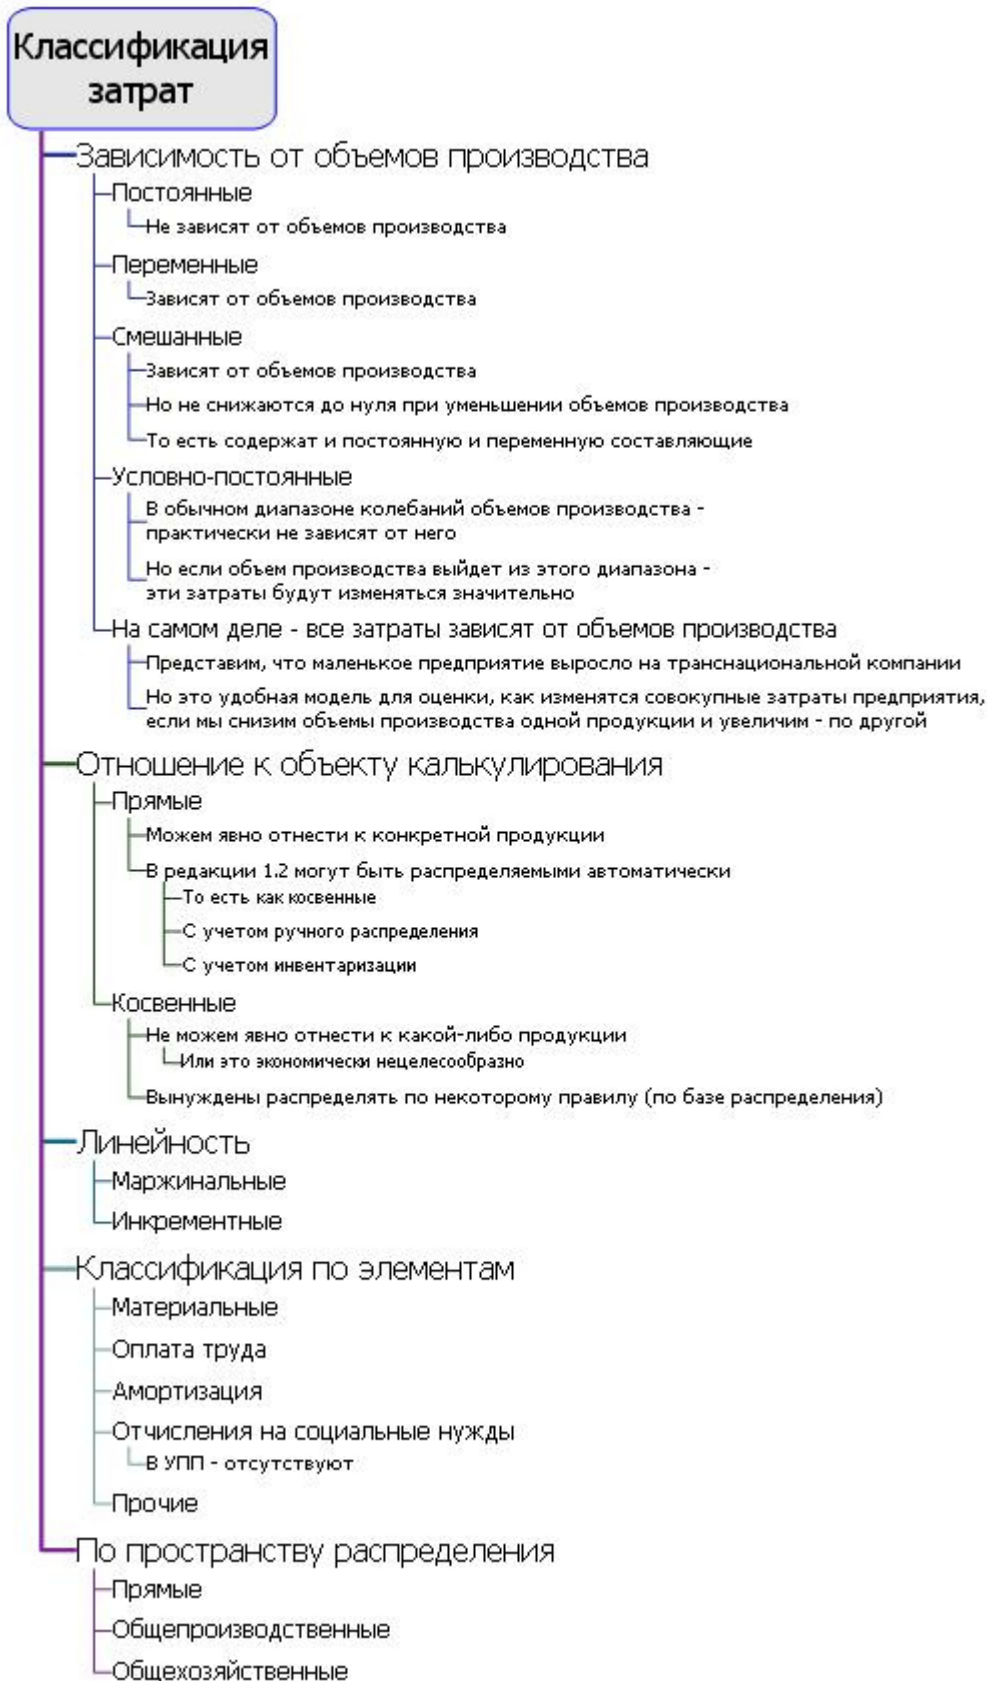 Классификация
затрат
Зависимость от объемов производства
Постоянные
Не зависят от объемов производства
Переменные
Зависят от объемов производства
Смешанные
Зависят от объемов производства
Но не снижаются до нуля при уменьшении объемов производства
То есть содержат и постоянную и переменную составляющие
Условно-постоянные
В обычном диапазоне колебаний объемов производства -
практически не зависят от него
Но если объем производства выйдет из этого диапазона -
эти затраты будут изменяться значительно
На самом деле - все затраты зависят от объемов производства
Представим, что маленькое предприятие выросло на транснациональной компании
Но это удобная модель для оценки, как изменятся совокупные затраты предприятия,
если мы снизим объемы производства одной продукции и увеличим - по другой
Отношение к объекту калькулирования
Прямые
Можем явно отнести к конкретной продукции
В редакции 1.2 могут быть распределяемыми автоматически
То есть как косвенные
С учетом ручного распределения
С учетом инвентаризации
Косвенные
Не можем явно отнести к какой-либо продукции
Или это экономически нецелесообразно
Вынуждены распределять по некоторому правилу (по базе распределения)
Линейность
Маржинальные
Инкрементные
Классификация по элементам
Материальные
Оплата труда
Амортизация
Отчисления на социальные нужды
В УПП - отсутствуют
Прочие
По пространству распределения
Прямые
Общепроизводственные
Общехозяйственные